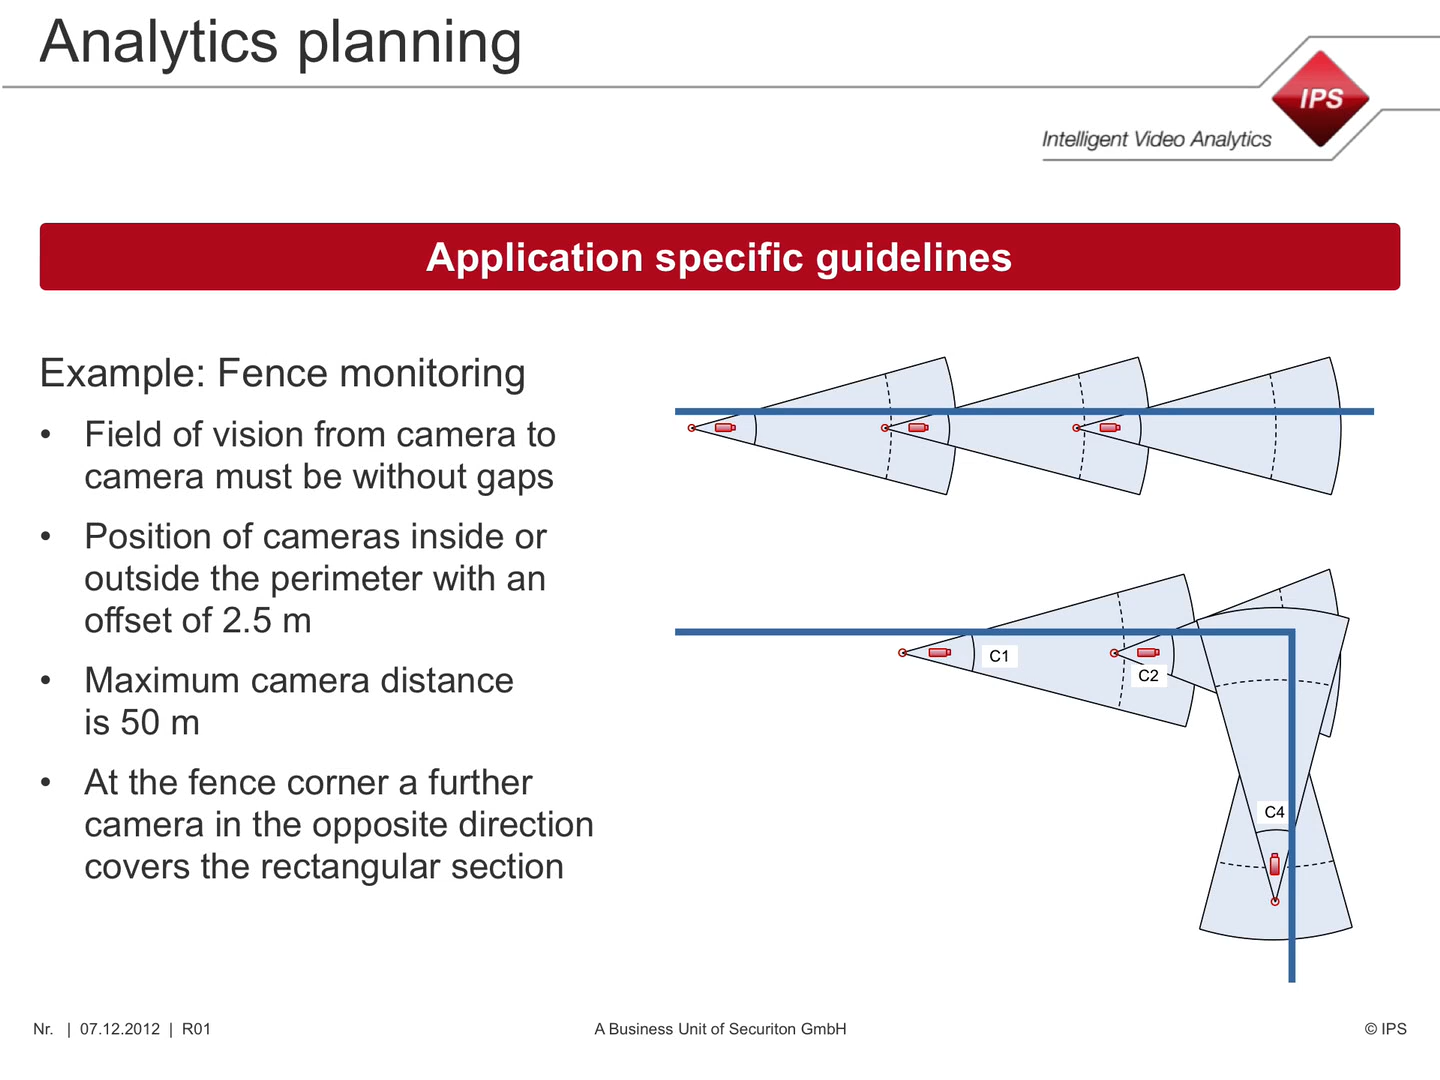 Analytics planning
IPS
Intelligent Video Analytics
Application specific guidelines
Example: Fence monitoring
• Field of vision from camera to
camera must be without gaps
• Position of cameras inside or
outside the perimeter with an
offset of 2.5 m
• Maximum camera distance
is 50 m
• At the fence corner a further
camera in the opposite direction
covers the rectangular section
C1
C2
C4
Nr. | 07.12.2012 | R01
A Business Unit of Securiton GmbH
© IPS